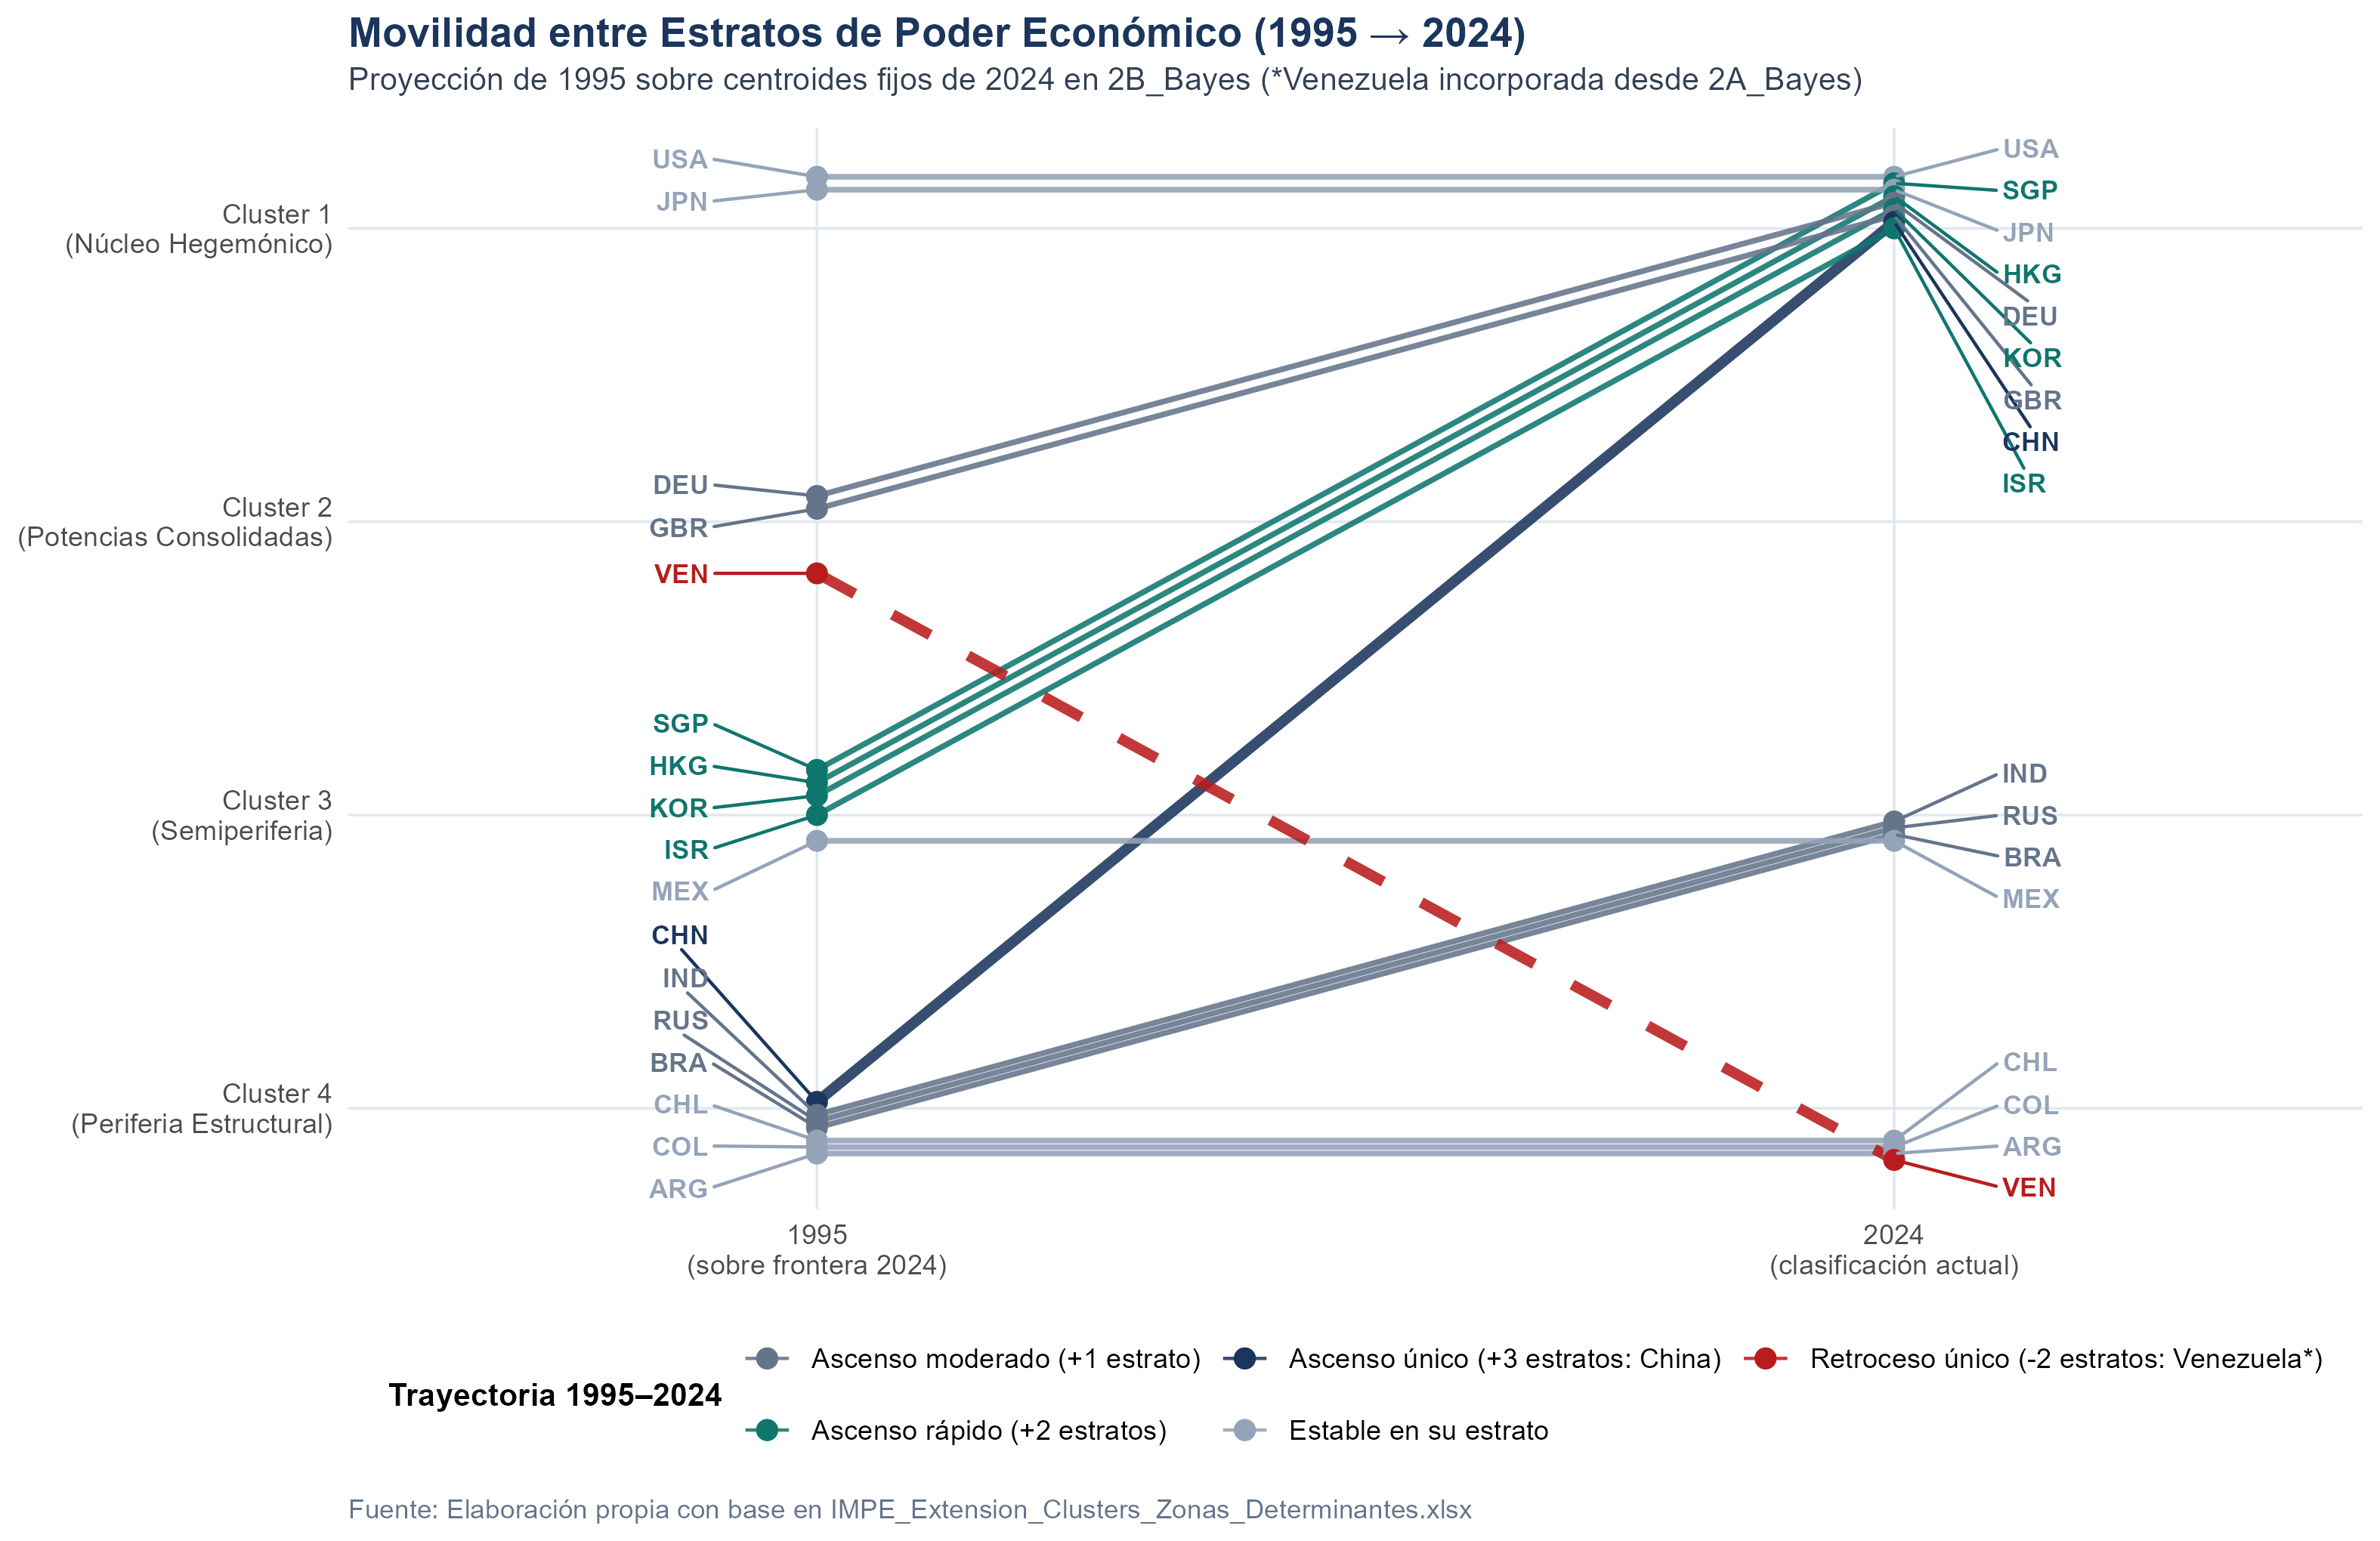 Movilidad entre Estratos de Poder Económico (1995 → 2024)
Proyección de 1995 sobre centroides fijos de 2024 en 2B_Bayes (*Venezuela incorporada desde 2A_Bayes)
Cluster 1
(Núcleo Hegemónico)
Cluster 2
(Potencias Consolidadas)
Cluster 3
(Semiperiferia)
Cluster 4
(Periferia Estructural)
USA
JPN
DEU
GBR
VEN
SGP
HKG
KOR
ISR
MEX
CHN
IND
RUS
BRA
CHL
COL
ARG
USA
SGP
JPN
HKG
DEU
KOR
GBR
CHN
ISR
IND
RUS
BRA
MEX
CHL
COL
ARG
VEN
1995
(sobre frontera 2024)
2024
(clasificación actual)
Trayectoria 1995–2024
Ascenso moderado (+1 estrato)
Ascenso único (+3 estratos: China)
Retroceso único (-2 estratos: Venezuela*)
Ascenso rápido (+2 estratos)
Estable en su estrato
Fuente: Elaboración propia con base en IMPE_Extension_Clusters_Zonas_Determinantes.xlsx